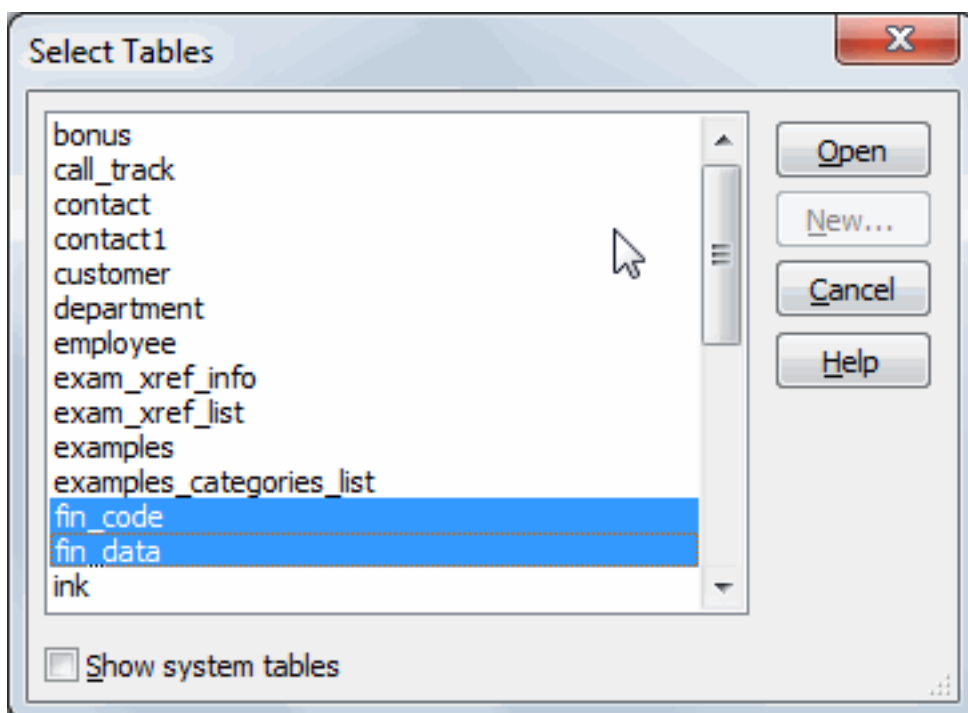 Select Tables
bonus
call_track
contact
contact1
customer
department
employee
exam_xref_info
exam_xref_list
examples
examples_categories_list
fin_code
fin_data
ink
Open
New...
Cancel
Help
Show system tables